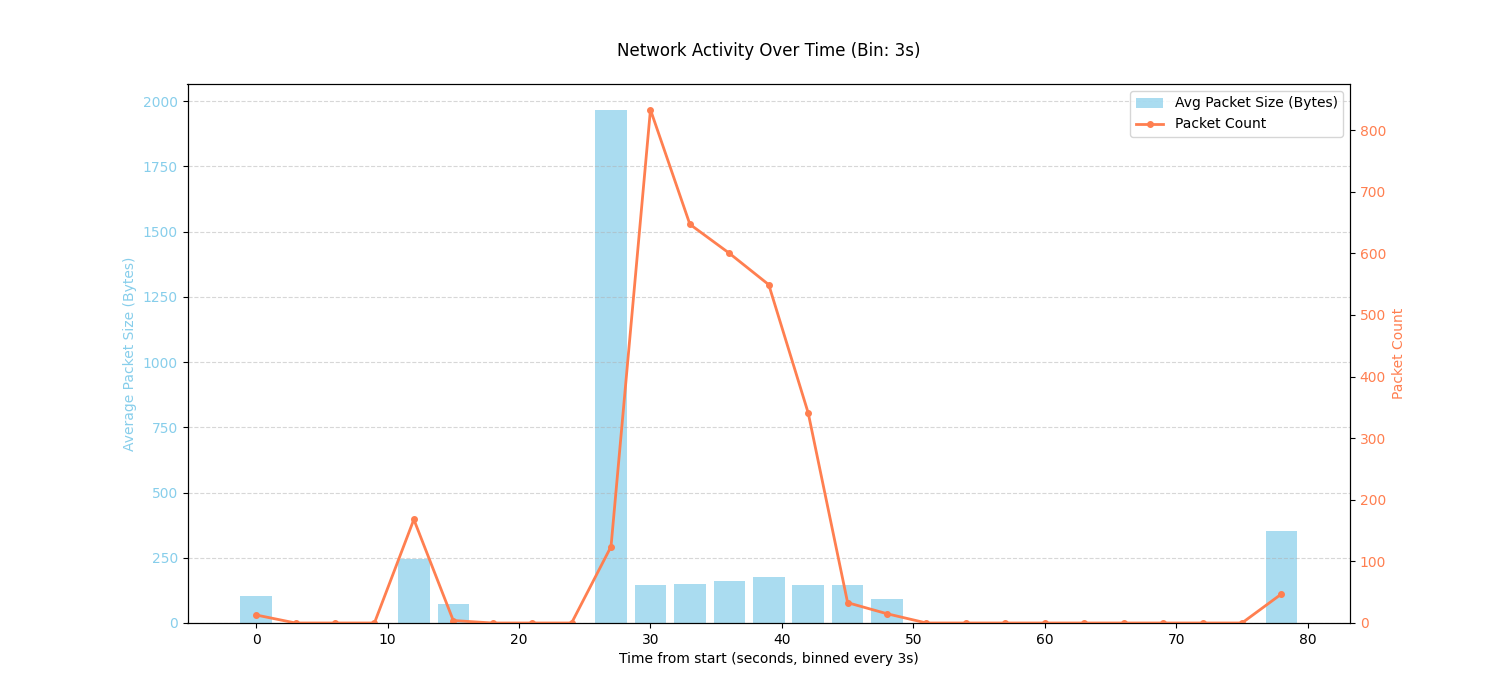 Network Activity Over Time (Bin: 3s)
Avg Packet Size (Bytes)
Packet Count
Average Packet Size (Bytes)
2000
1750
1500
1250
1000
750
500
250
0
800
700
600
500
400
300
200
100
0
Packet Count
0 10 20 30 40 50 60 70 80
Time from start (seconds, binned every 3s)